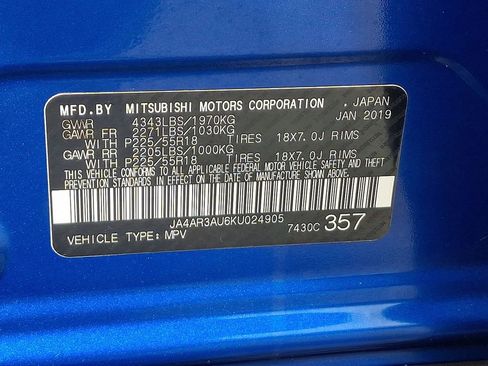 MFD.BY MITSUBISHI MOTORS CORPORATION . JAPAN
GVWR 4343LBS/1970KG JAN 2019
GAWR FR 2271LBS/1030KG
WITH P225/55R18 TIRES 18X7.0J RIMS
GAWR RR 2205LBS/1000KG
WITH P225/55R18 TIRES 18X7.0J RIMS
THIS VEHICLE CONFORMS TO ALL APPLICABLE FEDERAL MOTOR VEHICLE SAFETY AND THEFT
PREVENTION STANDARDS IN EFFECT ON THE DATE OF MANUFACTURE SHOWN ABOVE.
JA4AR3AU6KU024905
VEHICLE TYPE: MPV 7430C 357